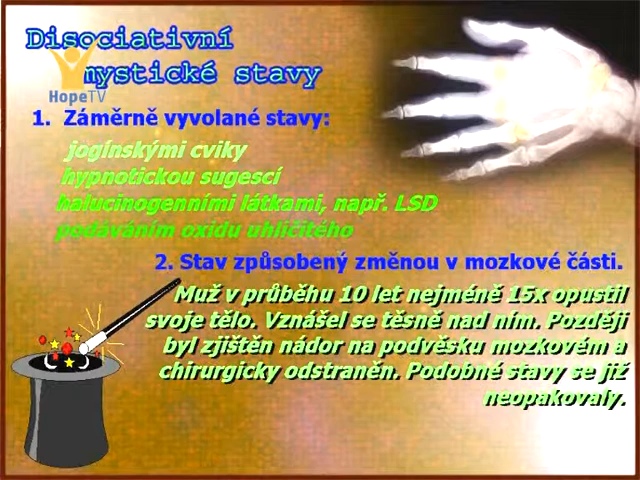 Disociativní
mystické stavy
HopeTV
1. Záměrně vyvolané stavy:
jogínskými cviky
hypnotickou sugescí
halucinogenními látkami, např. LSD
podáváním oxidu uhličitého
2. Stav způsobený změnou v mozkové části.
Muž v průběhu 10 let nejméně 15x opustil
svoje tělo. Vznášel se těsně nad ním. Později
byl zjištěn nádor na podvěsku mozkovém a
chirurgicky odstraněn. Podobné stavy se již
neopakovaly.